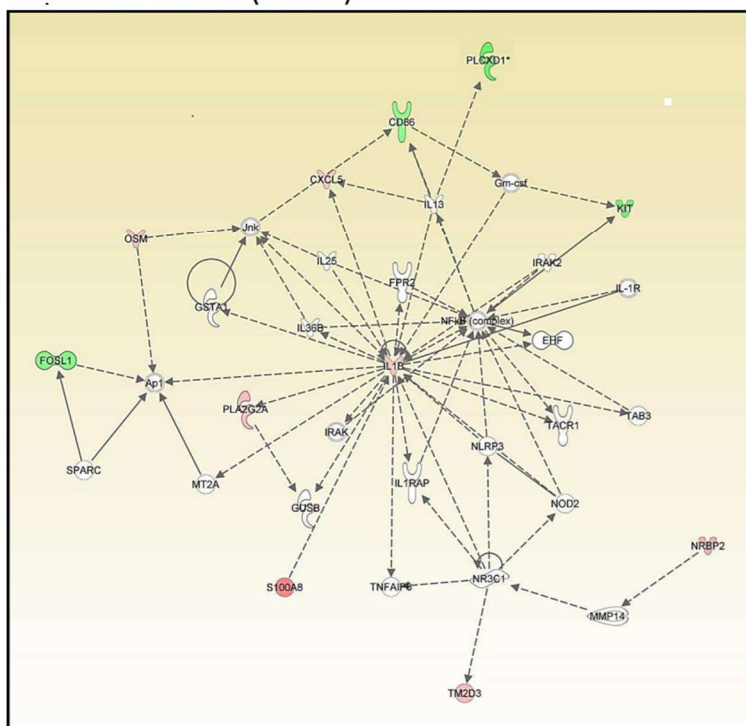 PLCXD1*
CD86
CXCL5
IL13
Gm-csf
KIT
OSM
Jnk
IL25
FPR2
IRAK2
IL-1R
GSTA1
IL36B
NFkB (complex)
EHF
FOSL1
Ap1
IL1B
PLA2G2A
IRAK
TACR1
TAB3
SPARC
MT2A
NLRP3
IL1RAP
GUSB
NOD2
NRBP2
S100A8
TNFAIP6
NR3C1
MMP14
TM2D3